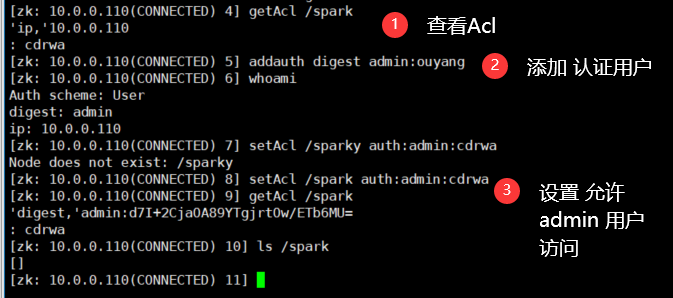 [zk: 10.0.0.110(CONNECTED) 4] getAcl /spark
'ip,'10.0.0.110
: cdrwa
1 查看Acl
[zk: 10.0.0.110(CONNECTED) 5] addauth digest admin:ouyang
2 添加 认证用户
[zk: 10.0.0.110(CONNECTED) 6] whoami
Auth scheme: User
digest: admin
ip: 10.0.0.110
[zk: 10.0.0.110(CONNECTED) 7] setAcl /sparky auth:admin:cdrwa
Node does not exist: /sparky
[zk: 10.0.0.110(CONNECTED) 8] setAcl /spark auth:admin:cdrwa
[zk: 10.0.0.110(CONNECTED) 9] getAcl /spark
'digest,'admin:d7I+2CjaOA89YTgjrtOw/ETb6MU=
: cdrwa
3 设置 允许
admin 用户
访问
[zk: 10.0.0.110(CONNECTED) 10] ls /spark
[]
[zk: 10.0.0.110(CONNECTED) 11]